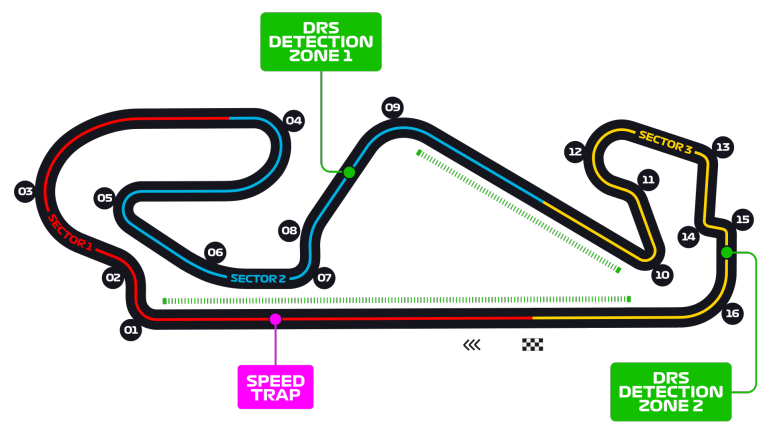 DRS
DETECTION
ZONE 1
09
04
SECTOR 3
13
12
11
03
05
15
SECTOR 1
08
14
06
02
SECTOR 2
07
10
16
01
SPEED
TRAP
DRS
DETECTION
ZONE 2